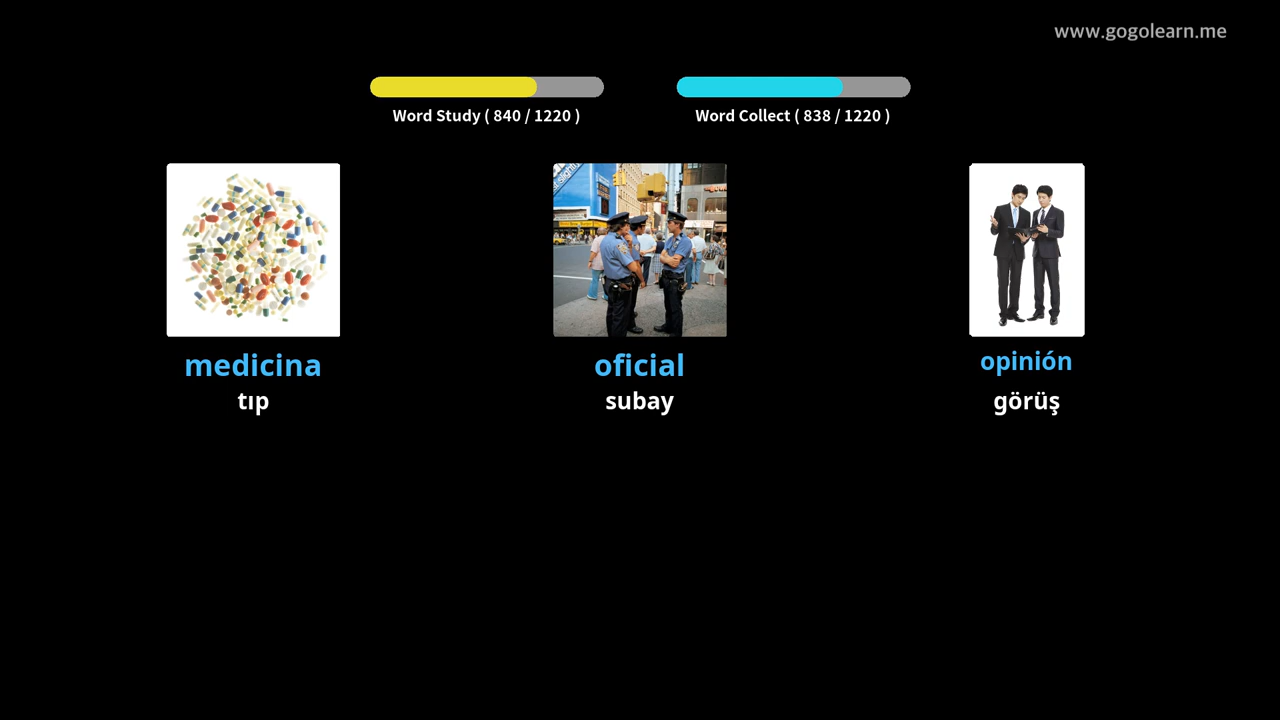 www.gogolearn.me
Word Study ( 840 / 1220 )
Word Collect ( 838 / 1220 )
medicina
tıp
oficial
subay
opinión
görüş